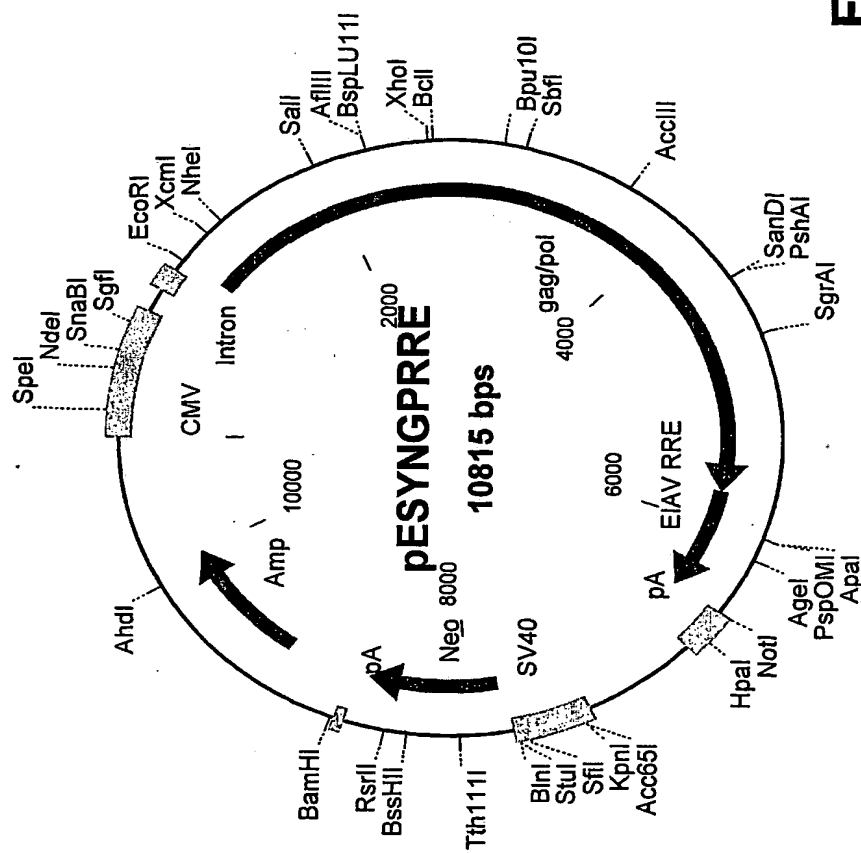 SpeI
NdeI
SnaBI
SgfI
EcoRI
XcmI
NheI
SalI
AflIII
BspLU11I
XhoI
BclI
Bpu10I
SbfI
AccIII
SanDI
PshAI
SgrAI
ApaI
PspOMI
AgeI
NotI
HpaI
Acc65I
KpnI
SfiI
StuI
BlnI
Tth111I
BssHII
RsrII
BamHI
AhdI
CMV
Intron
gag/pol
EIAV RRE
pA
SV40
Neo
pA
Amp
2000
4000
6000
8000
10000
pESYNGPRRE
10815 bps